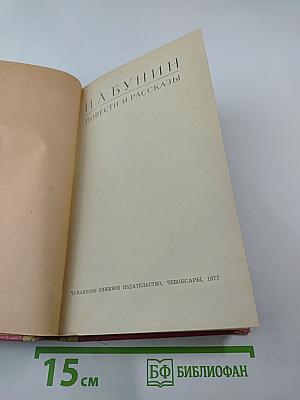 И.А. БУНИН
ПОВЕСТИ И РАССКАЗЫ
ЧУВАШСКОЕ КНИЖНОЕ ИЗДАТЕЛЬСТВО, ЧЕБОКСАРЫ, 1977
15 см
БФ БИБЛИОФАН